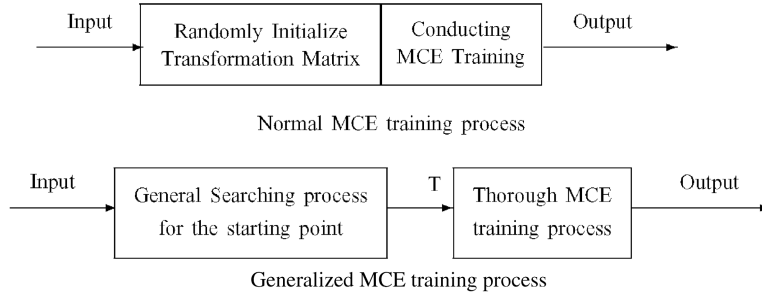 Input
Randomly Initialize
Transformation Matrix
Conducting
MCE Training
Output
Normal MCE training process
Input
General Searching process
for the starting point
T
Thorough MCE
training process
Output
Generalized MCE training process